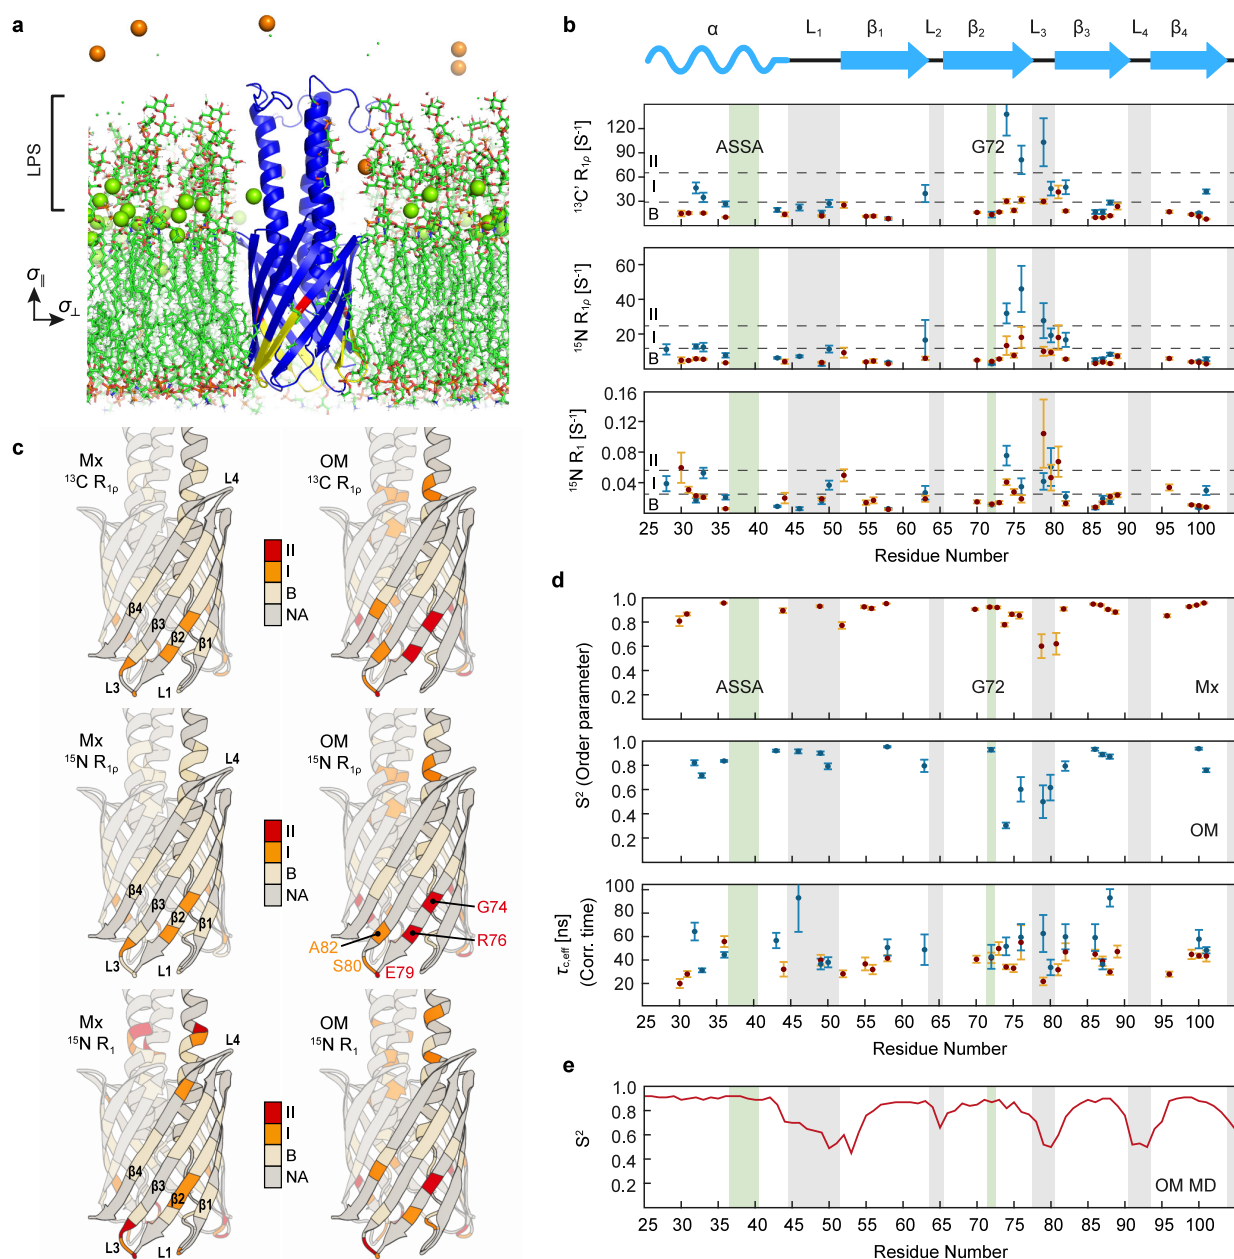 a
LPS
σ∥
σ⊥
b
α L1 β1 L2 β2 L3 β3 L4 β4
13C' R1ρ [S-1]
120
90
60
30
II
I
B
ASSA
G72
15N R1ρ [S-1]
60
40
20
II
I
B
15N R1 [S-1]
0.16
0.12
0.08
0.04
II
I
B
25 30 35 40 45 50 55 60 65 70 75 80 85 90 95 100
Residue Number
c
Mx
13C R1ρ
L4
β4
β3
β2
β1
L3
L1
II
I
B
NA
OM
13C R1ρ
Mx
15N R1ρ
L4
β4
β3
β2
β1
L3
L1
II
I
B
NA
OM
15N R1ρ
G74
R76
A82
S80
E79
Mx
15N R1
L4
β4
β3
β2
β1
L3
L1
II
I
B
NA
OM
15N R1
d
S2 (Order parameter)
1.0
0.8
0.6
0.4
0.2
ASSA
G72
Mx
1.0
0.8
0.6
0.4
0.2
OM
τc,eff [ns]
(Corr. time)
100
80
60
40
20
25 30 35 40 45 50 55 60 65 70 75 80 85 90 95 100
Residue Number
e
S2
1.0
0.8
0.6
0.4
0.2
OM MD
25 30 35 40 45 50 55 60 65 70 75 80 85 90 95 100
Residue Number